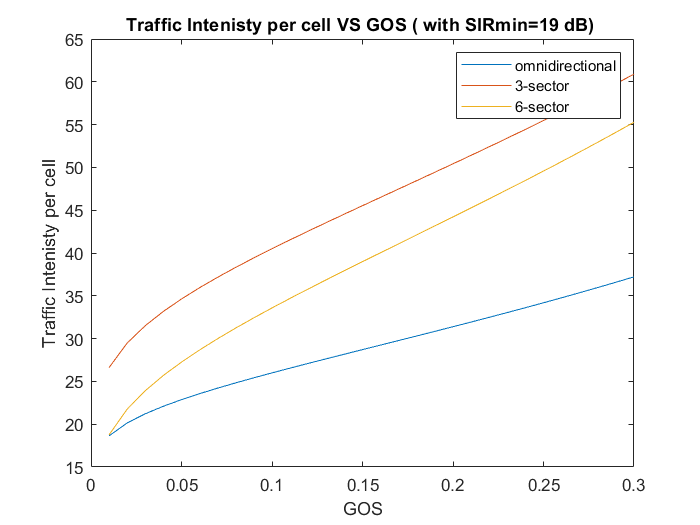 Traffic Intenisty per cell VS GOS ( with SIRmin=19 dB)
65
60
55
50
45
40
35
30
25
20
15
Traffic Intenisty per cell
omnidirectional
3-sector
6-sector
0 0.05 0.1 0.15 0.2 0.25 0.3
GOS